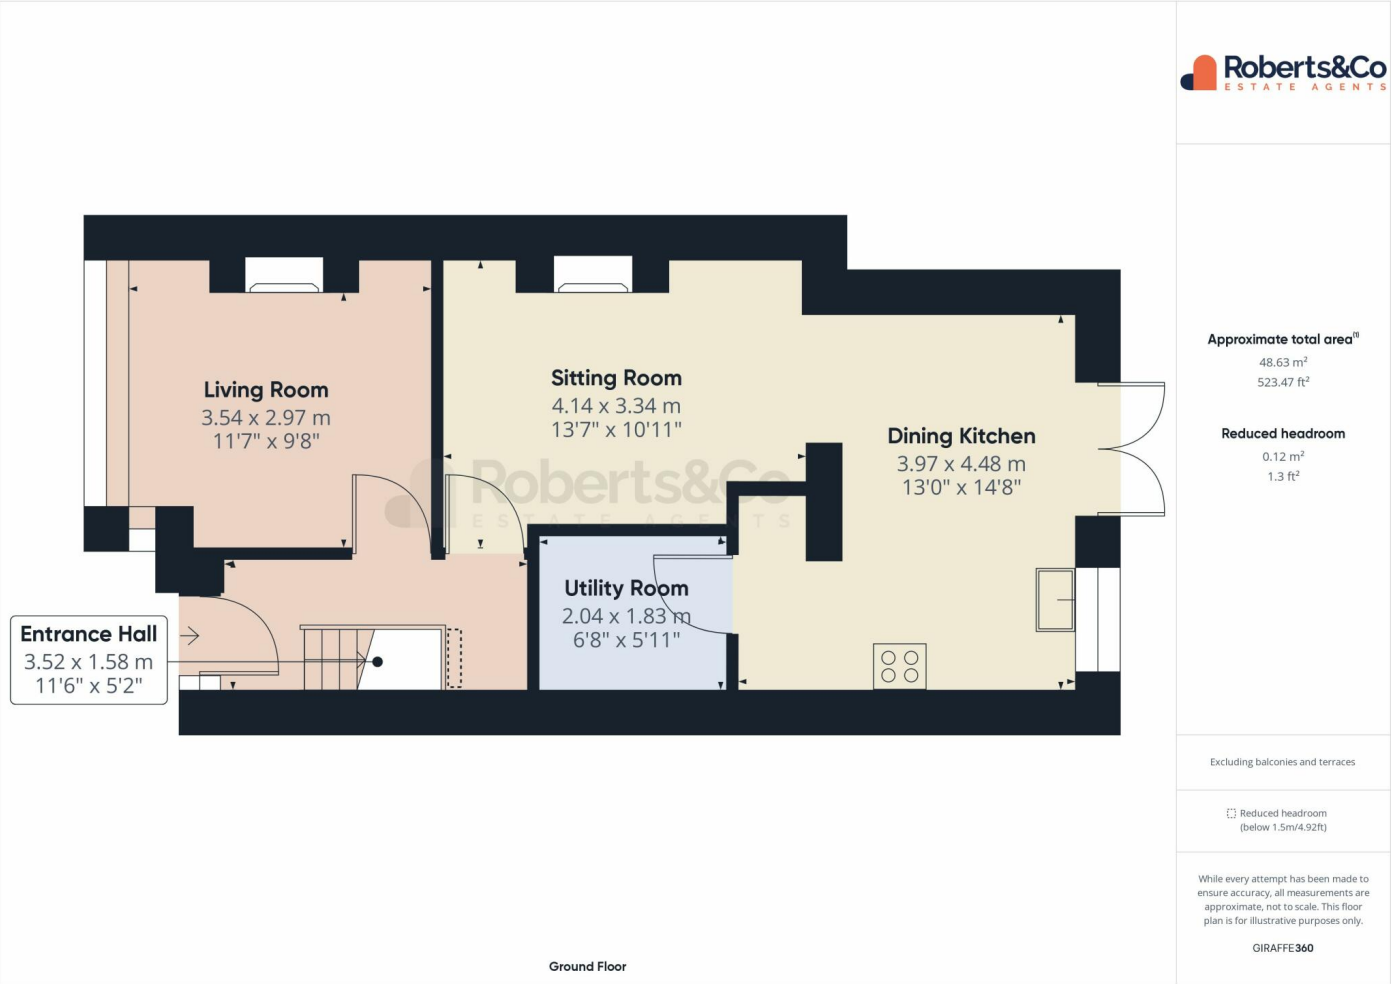 Roberts&Co
ESTATE AGENTS
Living Room
3.54 x 2.97 m
11'7" x 9'8"
Sitting Room
4.14 x 3.34 m
13'7" x 10'11"
Dining Kitchen
3.97 x 4.48 m
13'0" x 14'8"
Roberts&Co
ESTATE AGENTS
Utility Room
2.04 x 1.83 m
6'8" x 5'11"
Entrance Hall
3.52 x 1.58 m
11'6" x 5'2"
Ground Floor
Approximate total area⁽¹⁾
48.63 m²
523.47 ft²
Reduced headroom
0.12 m²
1.3 ft²
Excluding balconies and terraces
Reduced headroom
(below 1.5m/4.92ft)
While every attempt has been made to
ensure accuracy, all measurements are
approximate, not to scale. This floor
plan is for illustrative purposes only.
GIRAFFE360